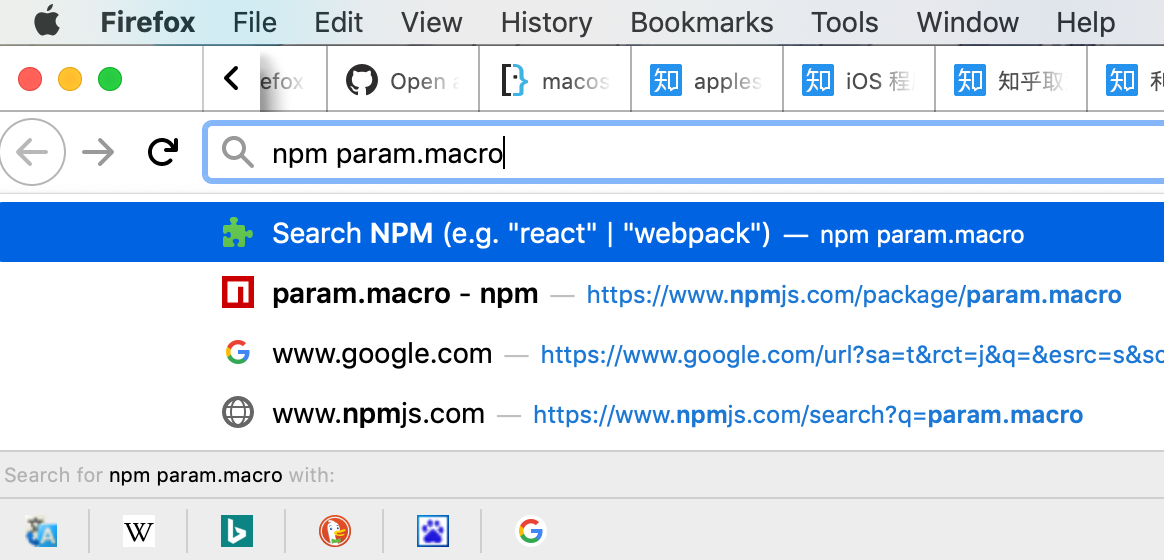 Firefox File Edit View History Bookmarks Tools Window Help
efox Open macos 知 apples 知 iOS 程 知 知乎取 知
npm param.macro
Search NPM (e.g. "react" | "webpack") — npm param.macro
param.macro - npm — https://www.npmjs.com/package/param.macro
www.google.com — https://www.google.com/url?sa=t&rct=j&q=&esrc=s&so
www.npmjs.com — https://www.npmjs.com/search?q=param.macro
Search for npm param.macro with:
W